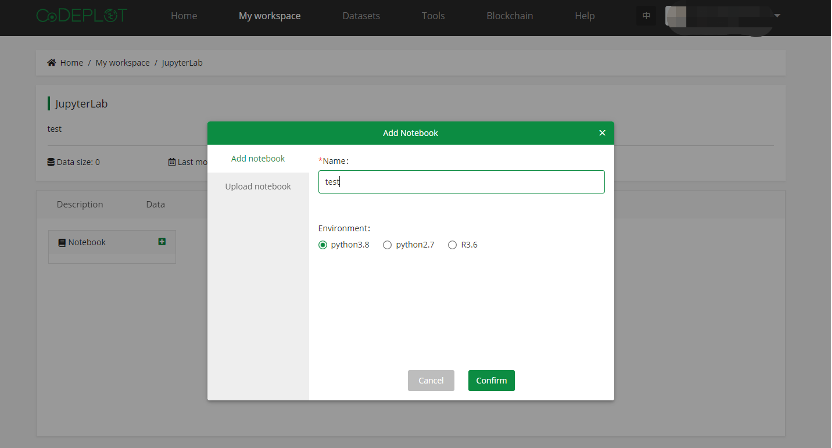 CODEPLOT Home My workspace Datasets Tools Blockchain Help 中
Home / My workspace / JupyterLab
JupyterLab
test
Data size: 0 Last mo
Description Data
Notebook
Add Notebook
Add notebook
Upload notebook
*Name:
test
Environment:
python3.8 python2.7 R3.6
Cancel Confirm